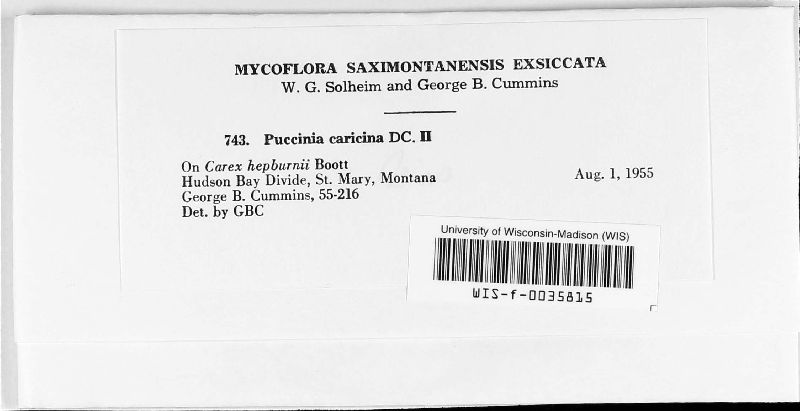 MYCOFLORA SAXIMONTANENSIS EXSICCATA
W. G. Solheim and George B. Cummins
743. Puccinia caricina DC. II
On Carex hepburnii Boott
Hudson Bay Divide, St. Mary, Montana
Aug. 1, 1955
George B. Cummins, 55-216
Det. by GBC
University of Wisconsin-Madison (WIS)
WIS-f-0035815